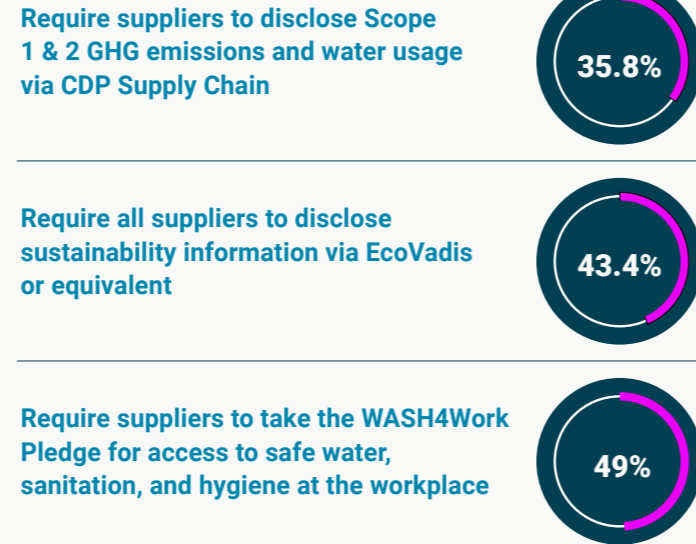 Require suppliers to disclose Scope
1 & 2 GHG emissions and water usage
via CDP Supply Chain
35.8%
Require all suppliers to disclose
sustainability information via EcoVadis
or equivalent
43.4%
Require suppliers to take the WASH4Work
Pledge for access to safe water,
sanitation, and hygiene at the workplace
49%